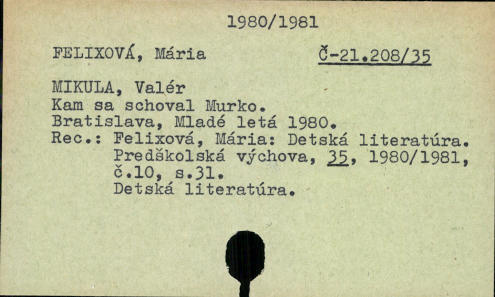 1980/1981
FELIXOVÁ, Mária Č-21.208/35
MIKULA, Valér
Kam sa schoval Murko.
Bratislava, Mladé letá 1980.
Rec.: Felixová, Mária: Detská literatúra.
Predškolská výchova, 35, 1980/1981,
č.10, s.31.
Detská literatúra.